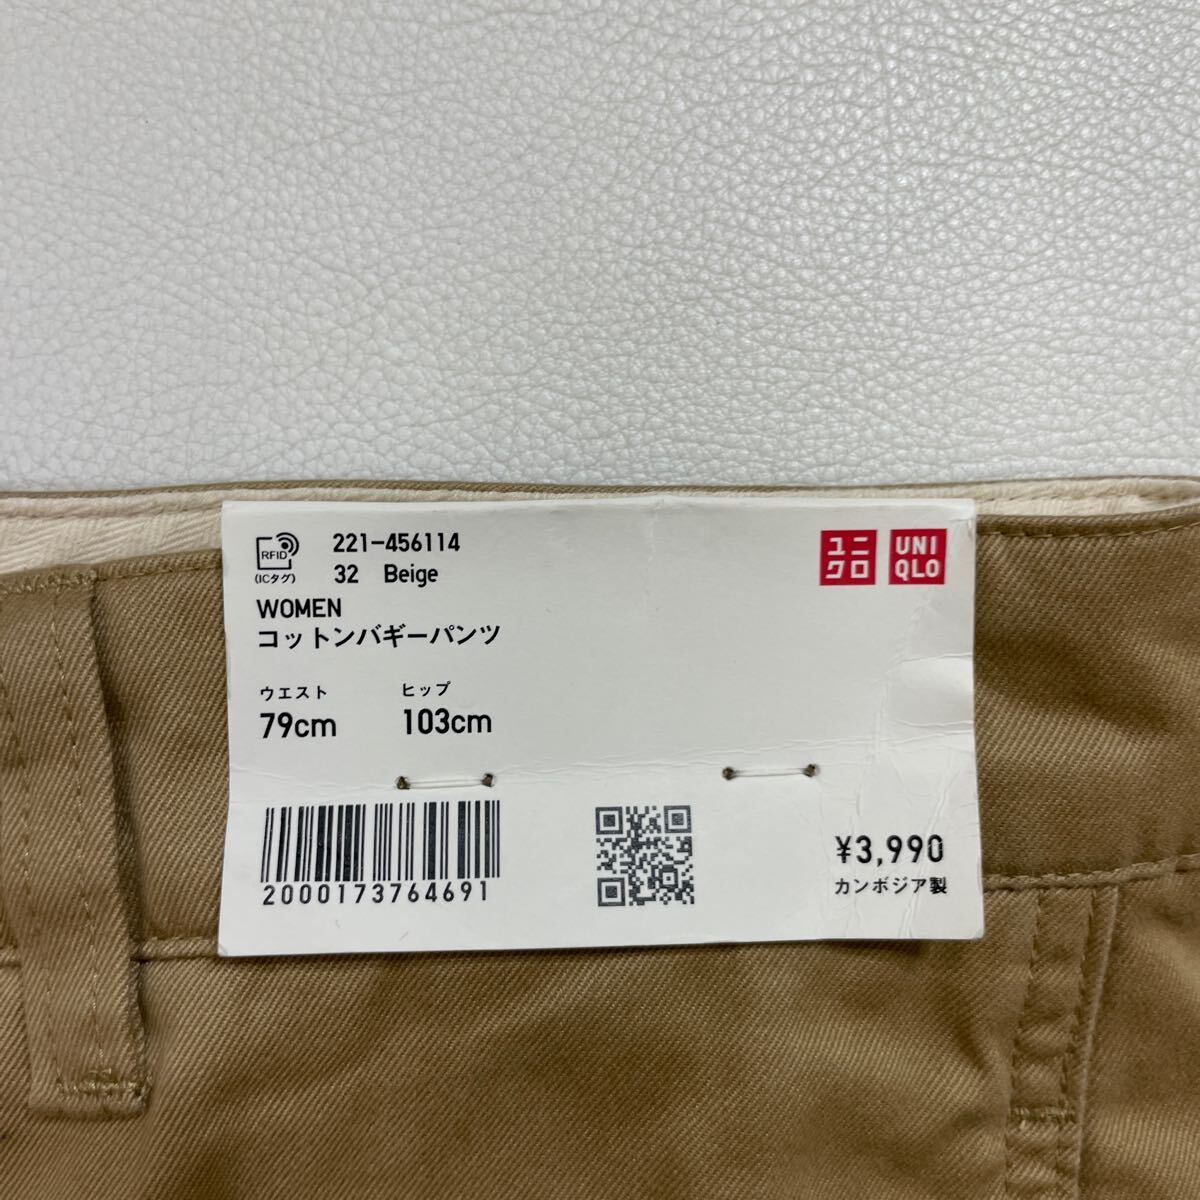 RFID
(ICタグ)
221-456114
32 Beige
WOMEN
コットンバギーパンツ
ユニ
クロ
UNI
QLO
ウエスト
ヒップ
79cm
103cm
2000173764691
¥3,990
カンボジア製